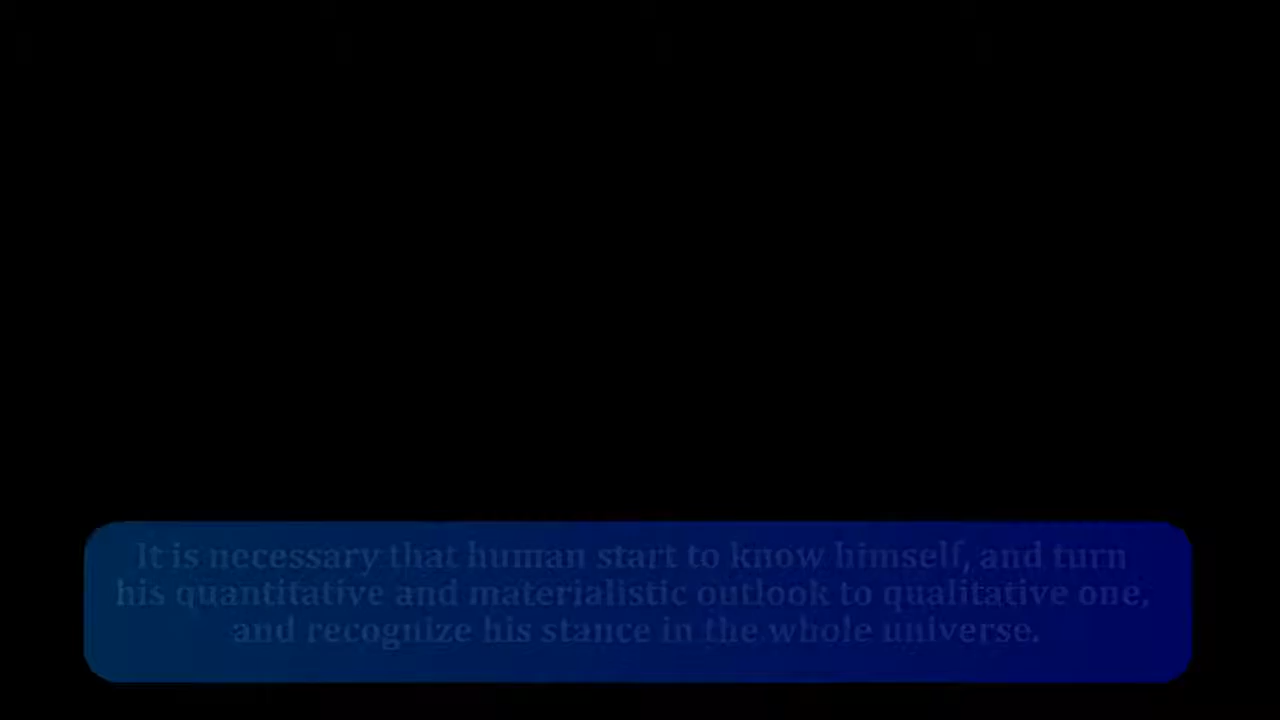 It is necessary that human start to know himself, and turn
his quantitative and materialistic outlook to qualitative one,
and recognize his stance in the whole universe.